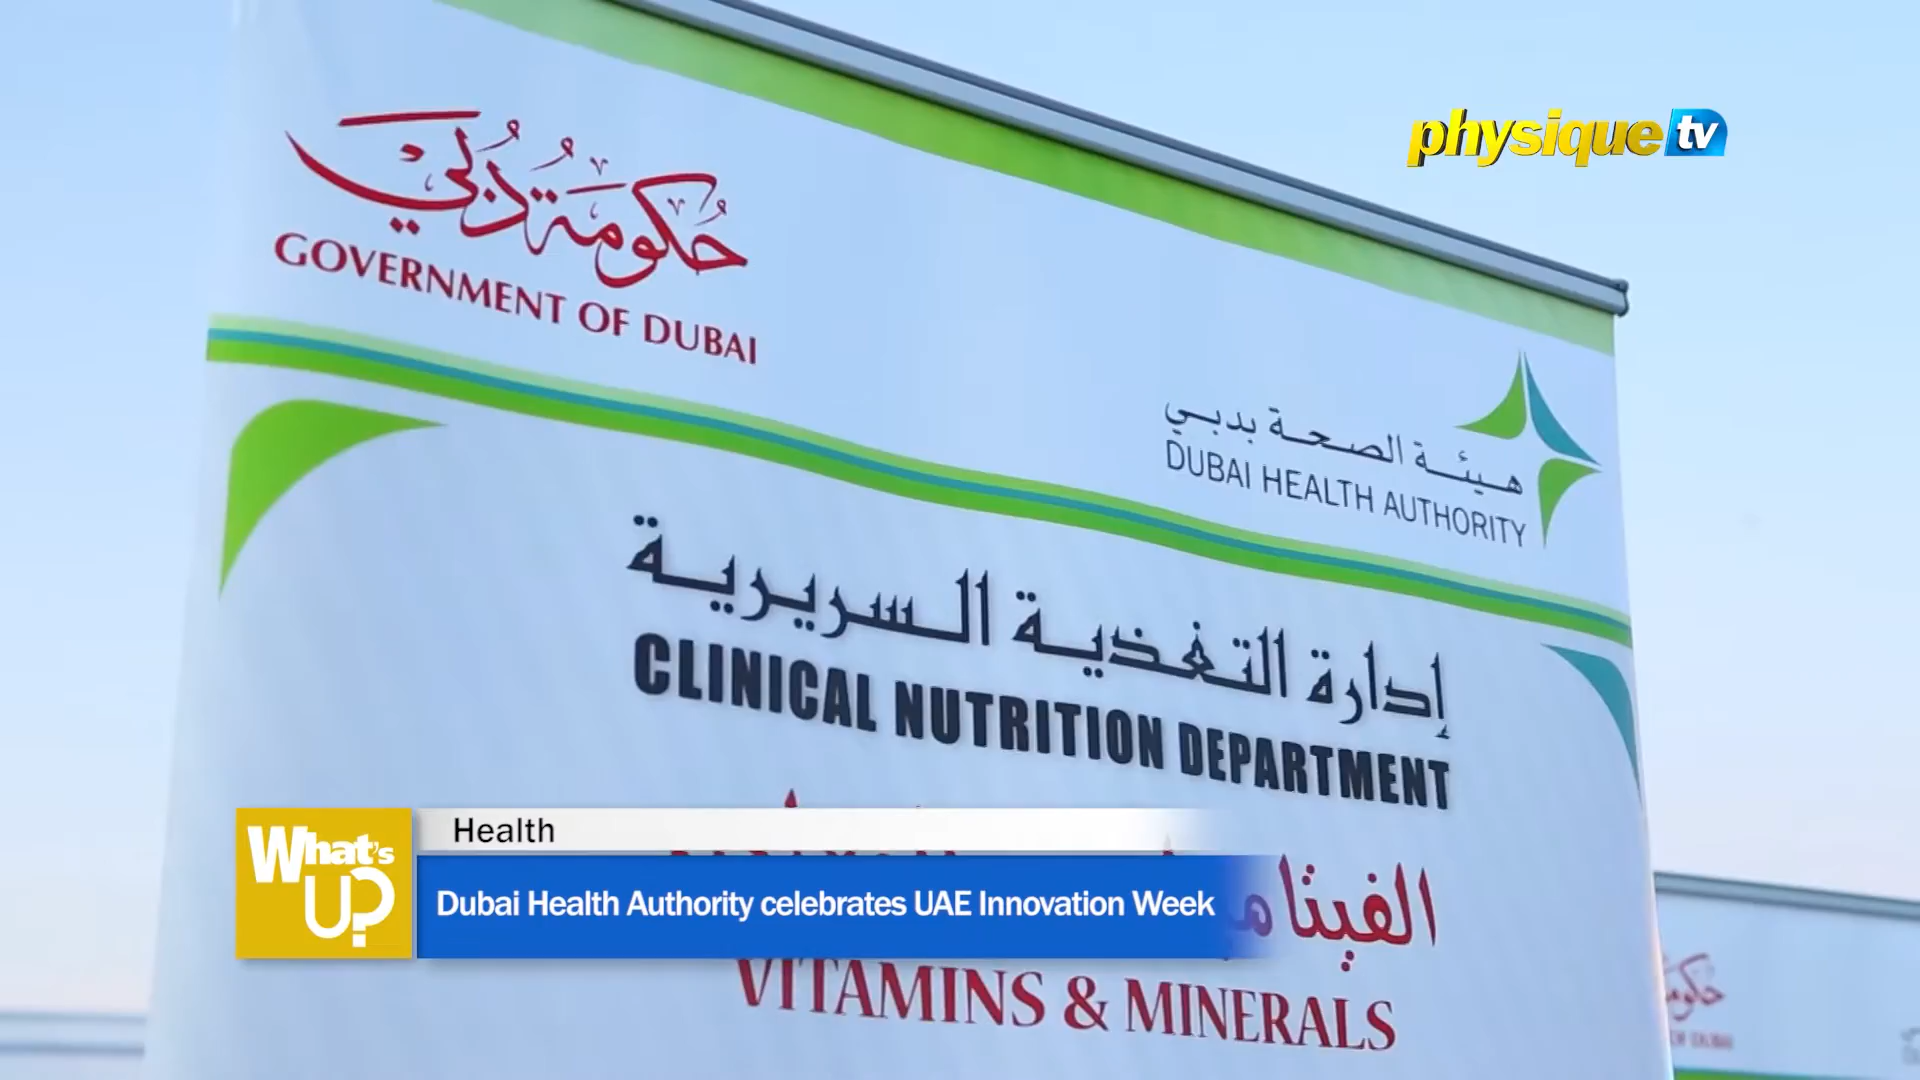 physique tv
حكومة دبي
GOVERNMENT OF DUBAI
هيئة الصحة بدبي
DUBAI HEALTH AUTHORITY
إدارة التغذية السريرية
CLINICAL NUTRITION DEPARTMENT
What's UP?
Health
Dubai Health Authority celebrates UAE Innovation Week
VITAMINS & MINERALS